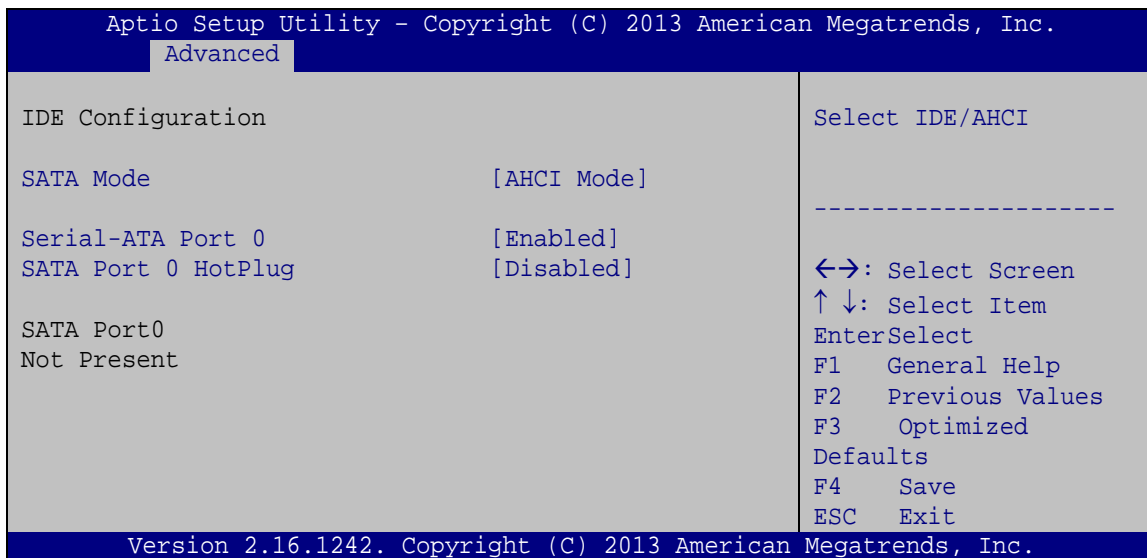 Aptio Setup Utility – Copyright (C) 2013 American Megatrends, Inc.
Advanced
IDE Configuration
SATA Mode [AHCI Mode]
Serial-ATA Port 0 [Enabled]
SATA Port 0 HotPlug [Disabled]
SATA Port0
Not Present
Select IDE/AHCI
---------------------
←→: Select Screen
↑ ↓: Select Item
EnterSelect
F1 General Help
F2 Previous Values
F3 Optimized
Defaults
F4 Save
ESC Exit
Version 2.16.1242. Copyright (C) 2013 American Megatrends, Inc.